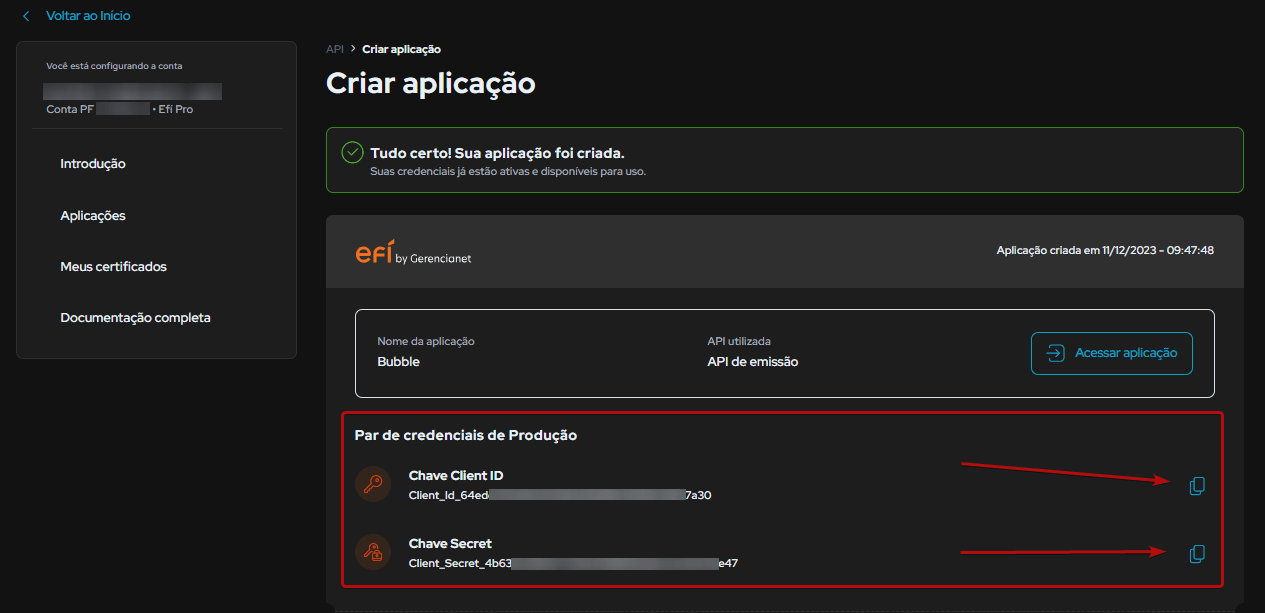 Voltar ao Início
Você está configurando a conta
Conta PF • Efí Pro
Introdução
Aplicações
Meus certificados
Documentação completa
API > Criar aplicação
Criar aplicação
Tudo certo! Sua aplicação foi criada.
Suas credenciais já estão ativas e disponíveis para uso.
efí by Gerencianet
Aplicação criada em 11/12/2023 - 09:47:48
Nome da aplicação
Bubble
API utilizada
API de emissão
Acessar aplicação
Par de credenciais de Produção
Chave Client ID
Client_Id_64ed 7a30
Chave Secret
Client_Secret_4b63 e47